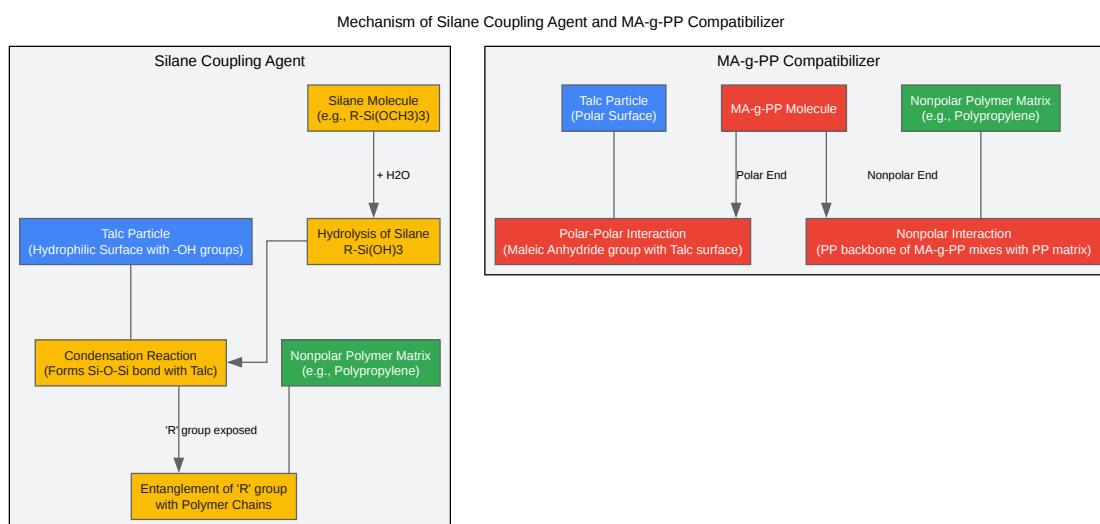 Mechanism of Silane Coupling Agent and MA-g-PP Compatibilizer
Silane Coupling Agent
Silane Molecule
(e.g., R-Si(OCH3)3)
+ H2O
Talc Particle
(Hydrophilic Surface with -OH groups)
Hydrolysis of Silane
R-Si(OH)3
Condensation Reaction
(Forms Si-O-Si bond with Talc)
Nonpolar Polymer Matrix
(e.g., Polypropylene)
'R' group exposed
Entanglement of 'R' group
with Polymer Chains
MA-g-PP Compatibilizer
Talc Particle
(Polar Surface)
MA-g-PP Molecule
Nonpolar Polymer Matrix
(e.g., Polypropylene)
Polar End
Nonpolar End
Polar-Polar Interaction
(Maleic Anhydride group with Talc surface)
Nonpolar Interaction
(PP backbone of MA-g-PP mixes with PP matrix)